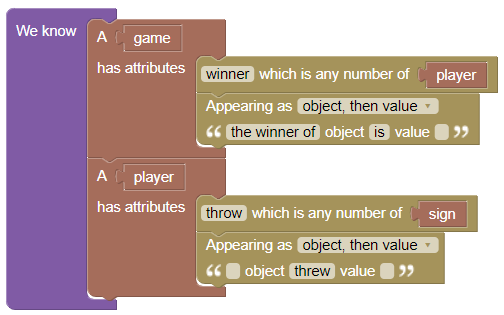 We know
A game
has attributes
winner which is any number of player
Appearing as object, then value ▾
“ the winner of object is value ”
A player
has attributes
throw which is any number of sign
Appearing as object, then value ▾
“ object threw value ”